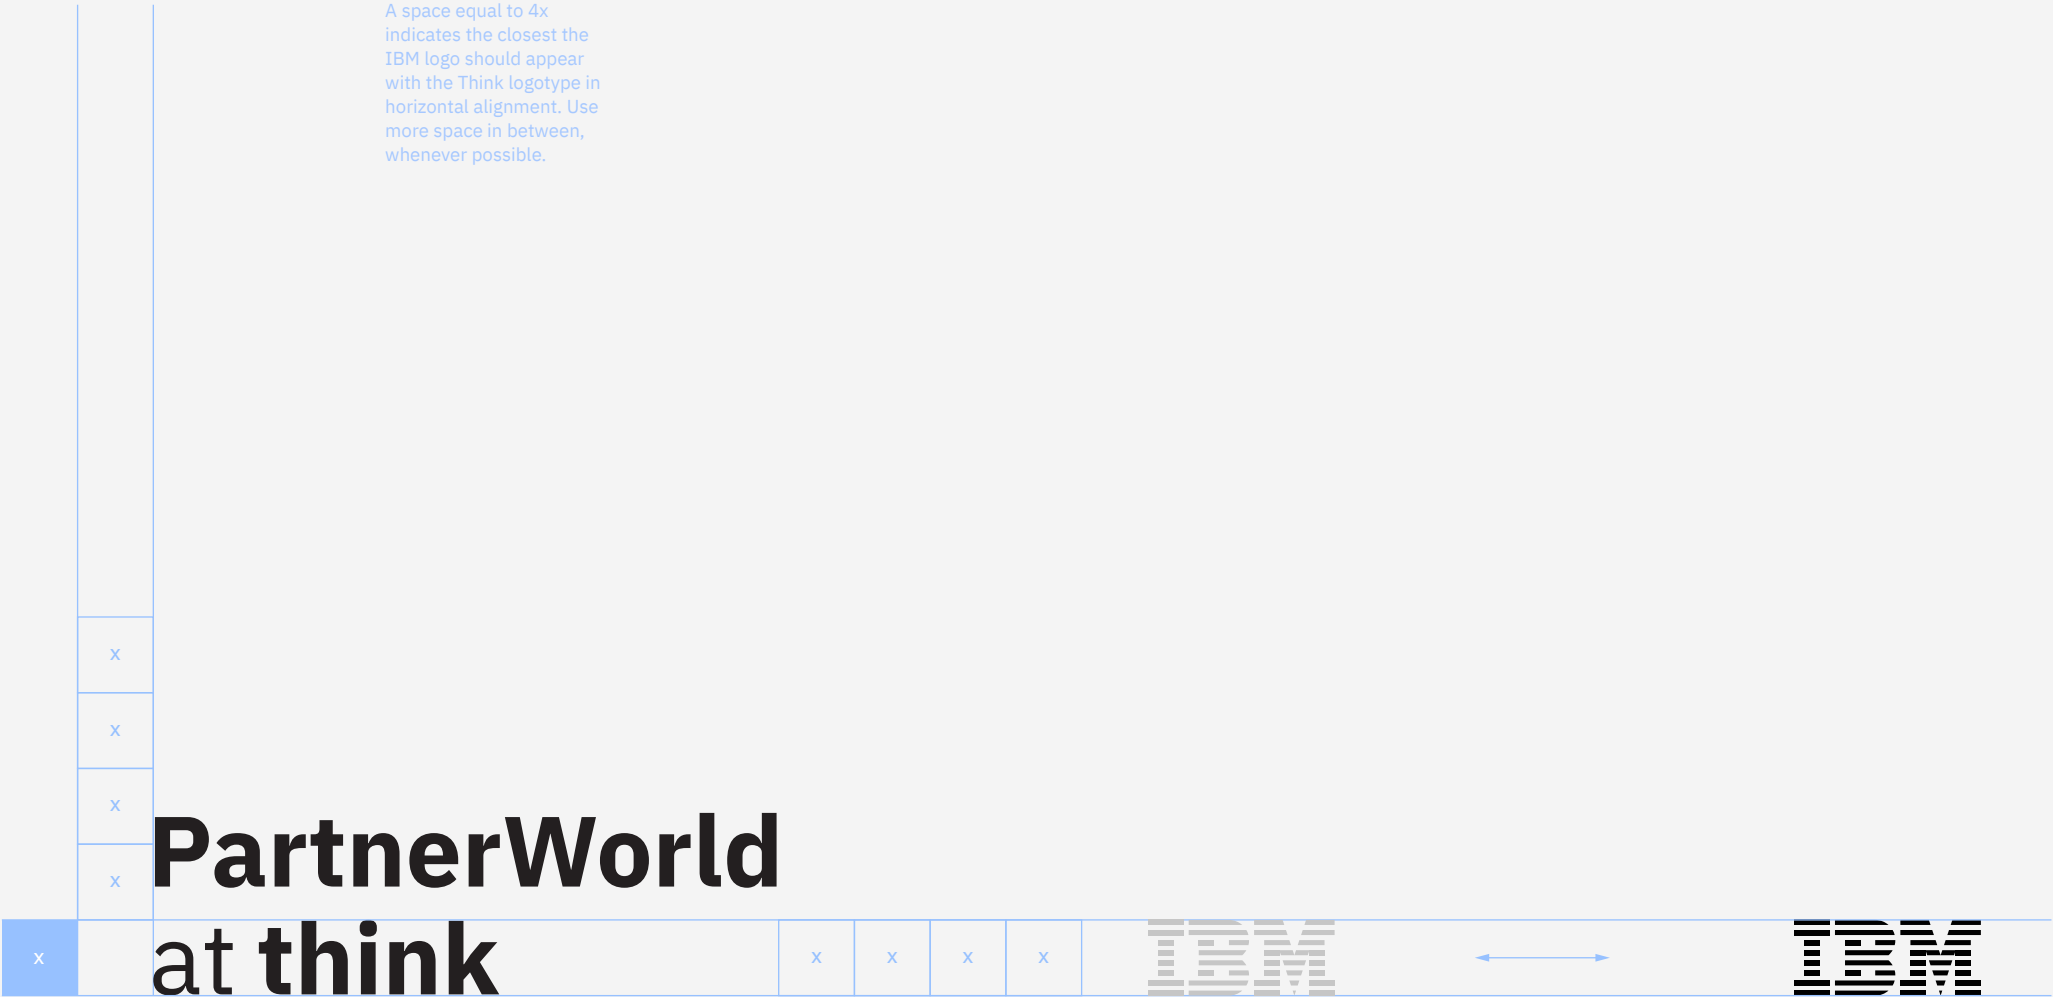 A space equal to 4x
indicates the closest the
IBM logo should appear
with the Think logotype in
horizontal alignment. Use
more space in between,
whenever possible.
x
x
x
x
PartnerWorld
x at think x x x x IBM IBM